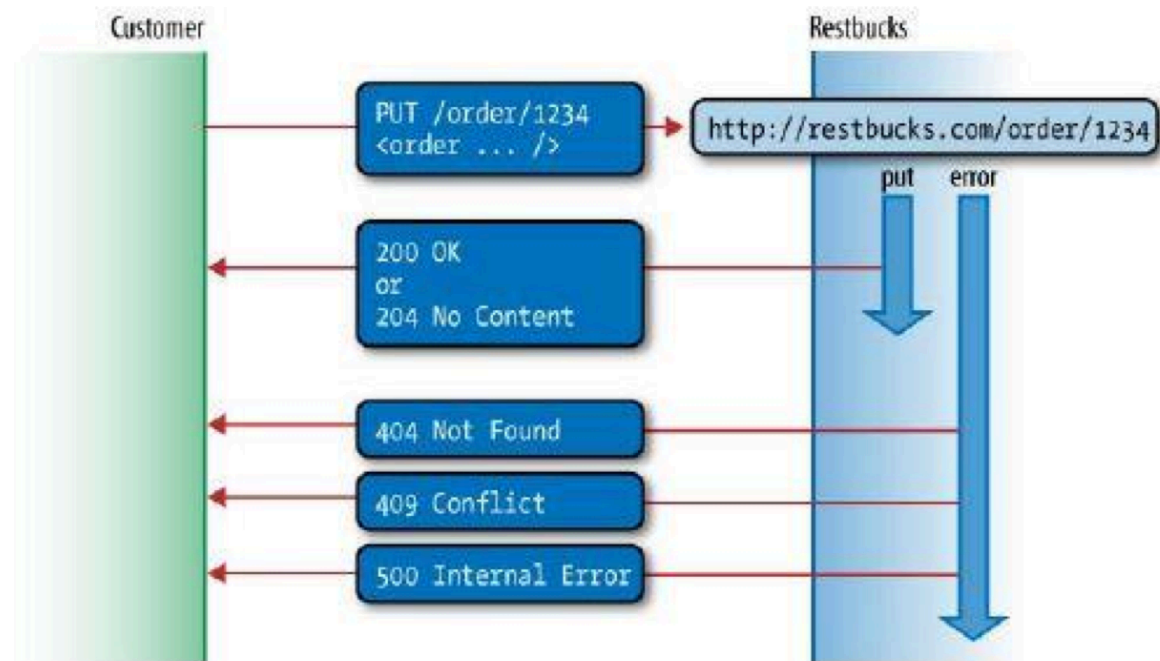 Customer
Restbucks
PUT /order/1234
<order ... />
http://restbucks.com/order/1234
put
error
200 OK
or
204 No Content
404 Not Found
409 Conflict
500 Internal Error